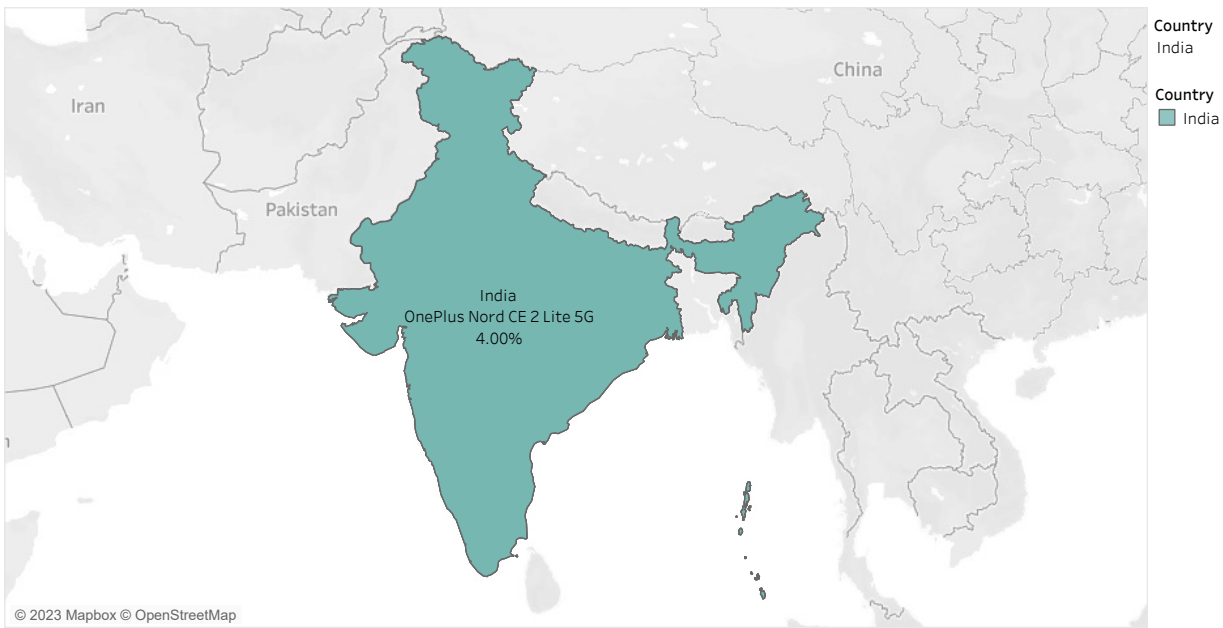 Country
India
Country
India
China
Iran
Pakistan
India
OnePlus Nord CE 2 Lite 5G
4.00%
© 2023 Mapbox © OpenStreetMap